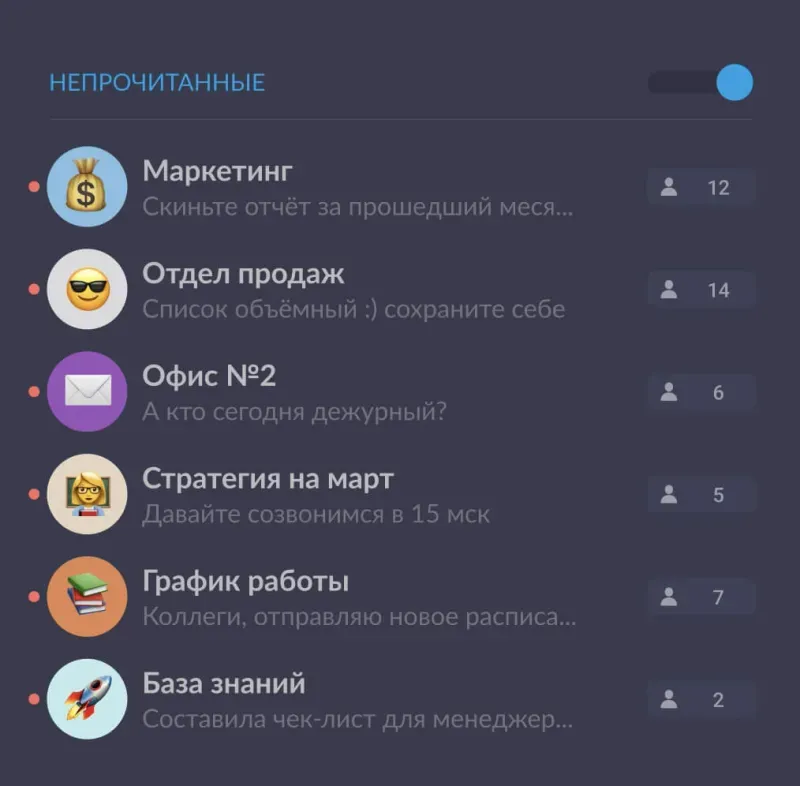 НЕПРОЧИТАННЫЕ
Маркетинг
Скиньте отчёт за прошедший меся...
12
Отдел продаж
Список объёмный :) сохраните себе
14
Офис №2
А кто сегодня дежурный?
6
Стратегия на март
Давайте созвонимся в 15 мск
5
График работы
Коллеги, отправляю новое расписа...
7
База знаний
Составила чек-лист для менеджер...
2